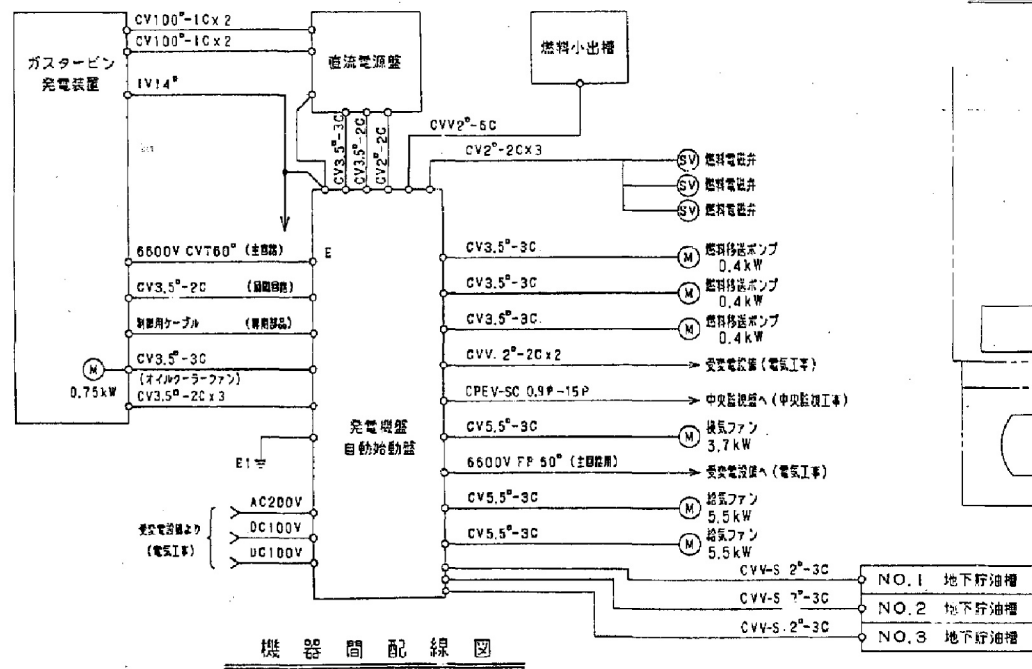 CV100°-1C×2
CV100°-1C×2
ガスタービン
発電装置
IV14°
直流電源盤
燃料小出槽
CV3.5°-3C
CV3.5°-2C
CV2°-2C
CVV2°-5C
CV2°-2C×3
SV 燃料電磁弁
SV 燃料電磁弁
SV 燃料電磁弁
6600V CVT60° (主回路)
E
CV3.5°-2C
制御用ケーブル (専用部品)
CV3.5°-3C
M
0.75kW
(オイルクーラーファン)
CV3.5°-2C×3
E1
発電機盤
自動始動盤
受変電設備より
(電気工事)
AC200V
DC100V
DC100V
CV3.5°-3C
M 燃料移送ポンプ
0.4kW
CV3.5°-3C
M 燃料移送ポンプ
0.4kW
CV3.5°-3C
M 燃料移送ポンプ
0.4kW
CVV.2°-2C×2
受変電設備(電気工事)
CPEV-SC 0.9P-15P
中央監視盤へ(中央監視工事)
CV5.5°-3C
M 換気ファン
3.7kW
6600V FP 50° (主回路用)
受変電設備へ(電気工事)
CV5.5°-3C
M 給気ファン
5.5kW
CV5.5°-3C
M 給気ファン
5.5kW
CVV-S 2°-3C
NO.1 地下貯油槽
CVV-S 2°-3C
NO.2 地下貯油槽
CVV-S.2°-3C
NO.3 地下貯油槽
機器間配線図